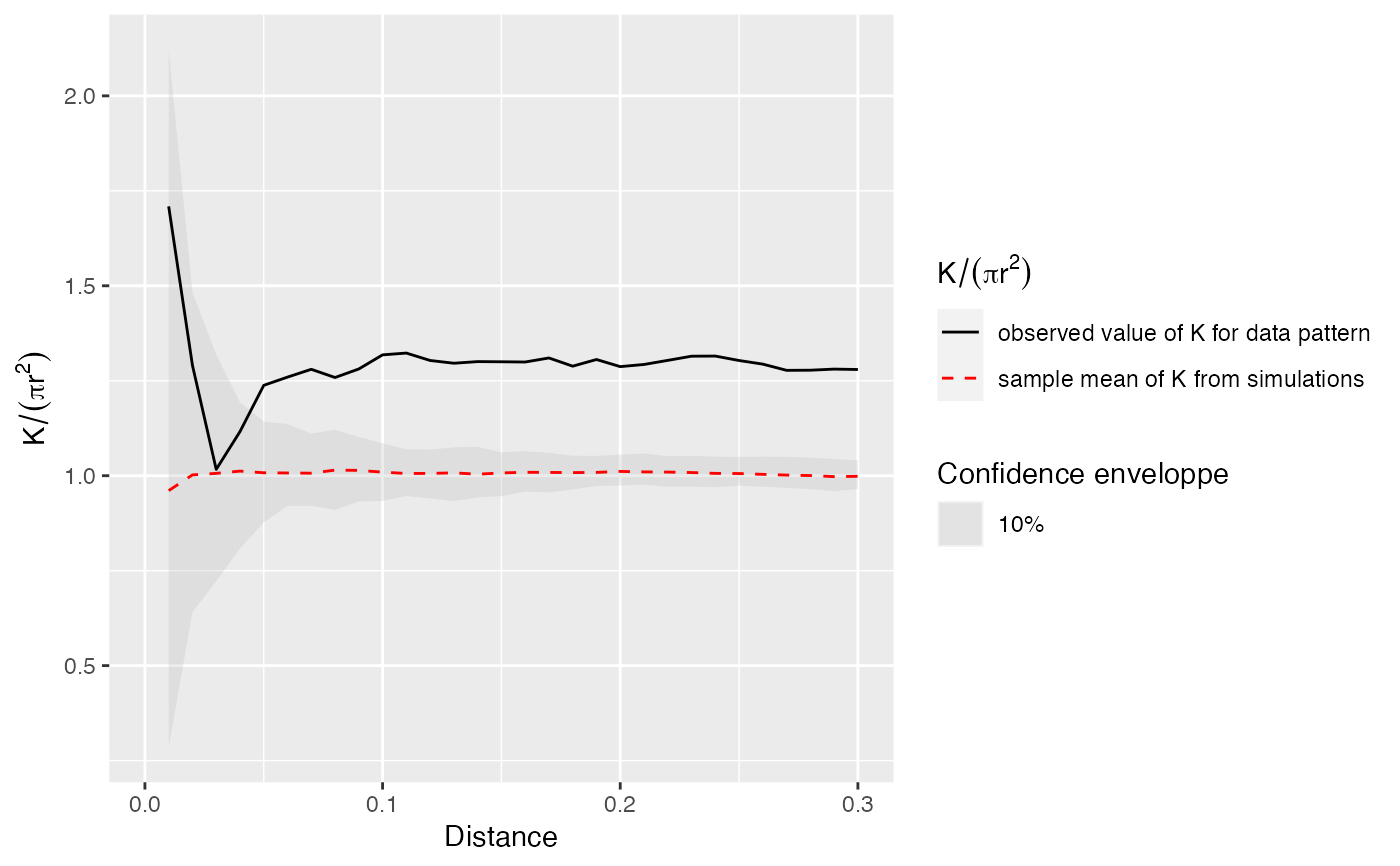 2.0
1.5
1.0
0.5
K/(πr²)
0.0
0.1
0.2
0.3
Distance
K/(πr²)
observed value of K for data pattern
sample mean of K from simulations
Confidence enveloppe
10%